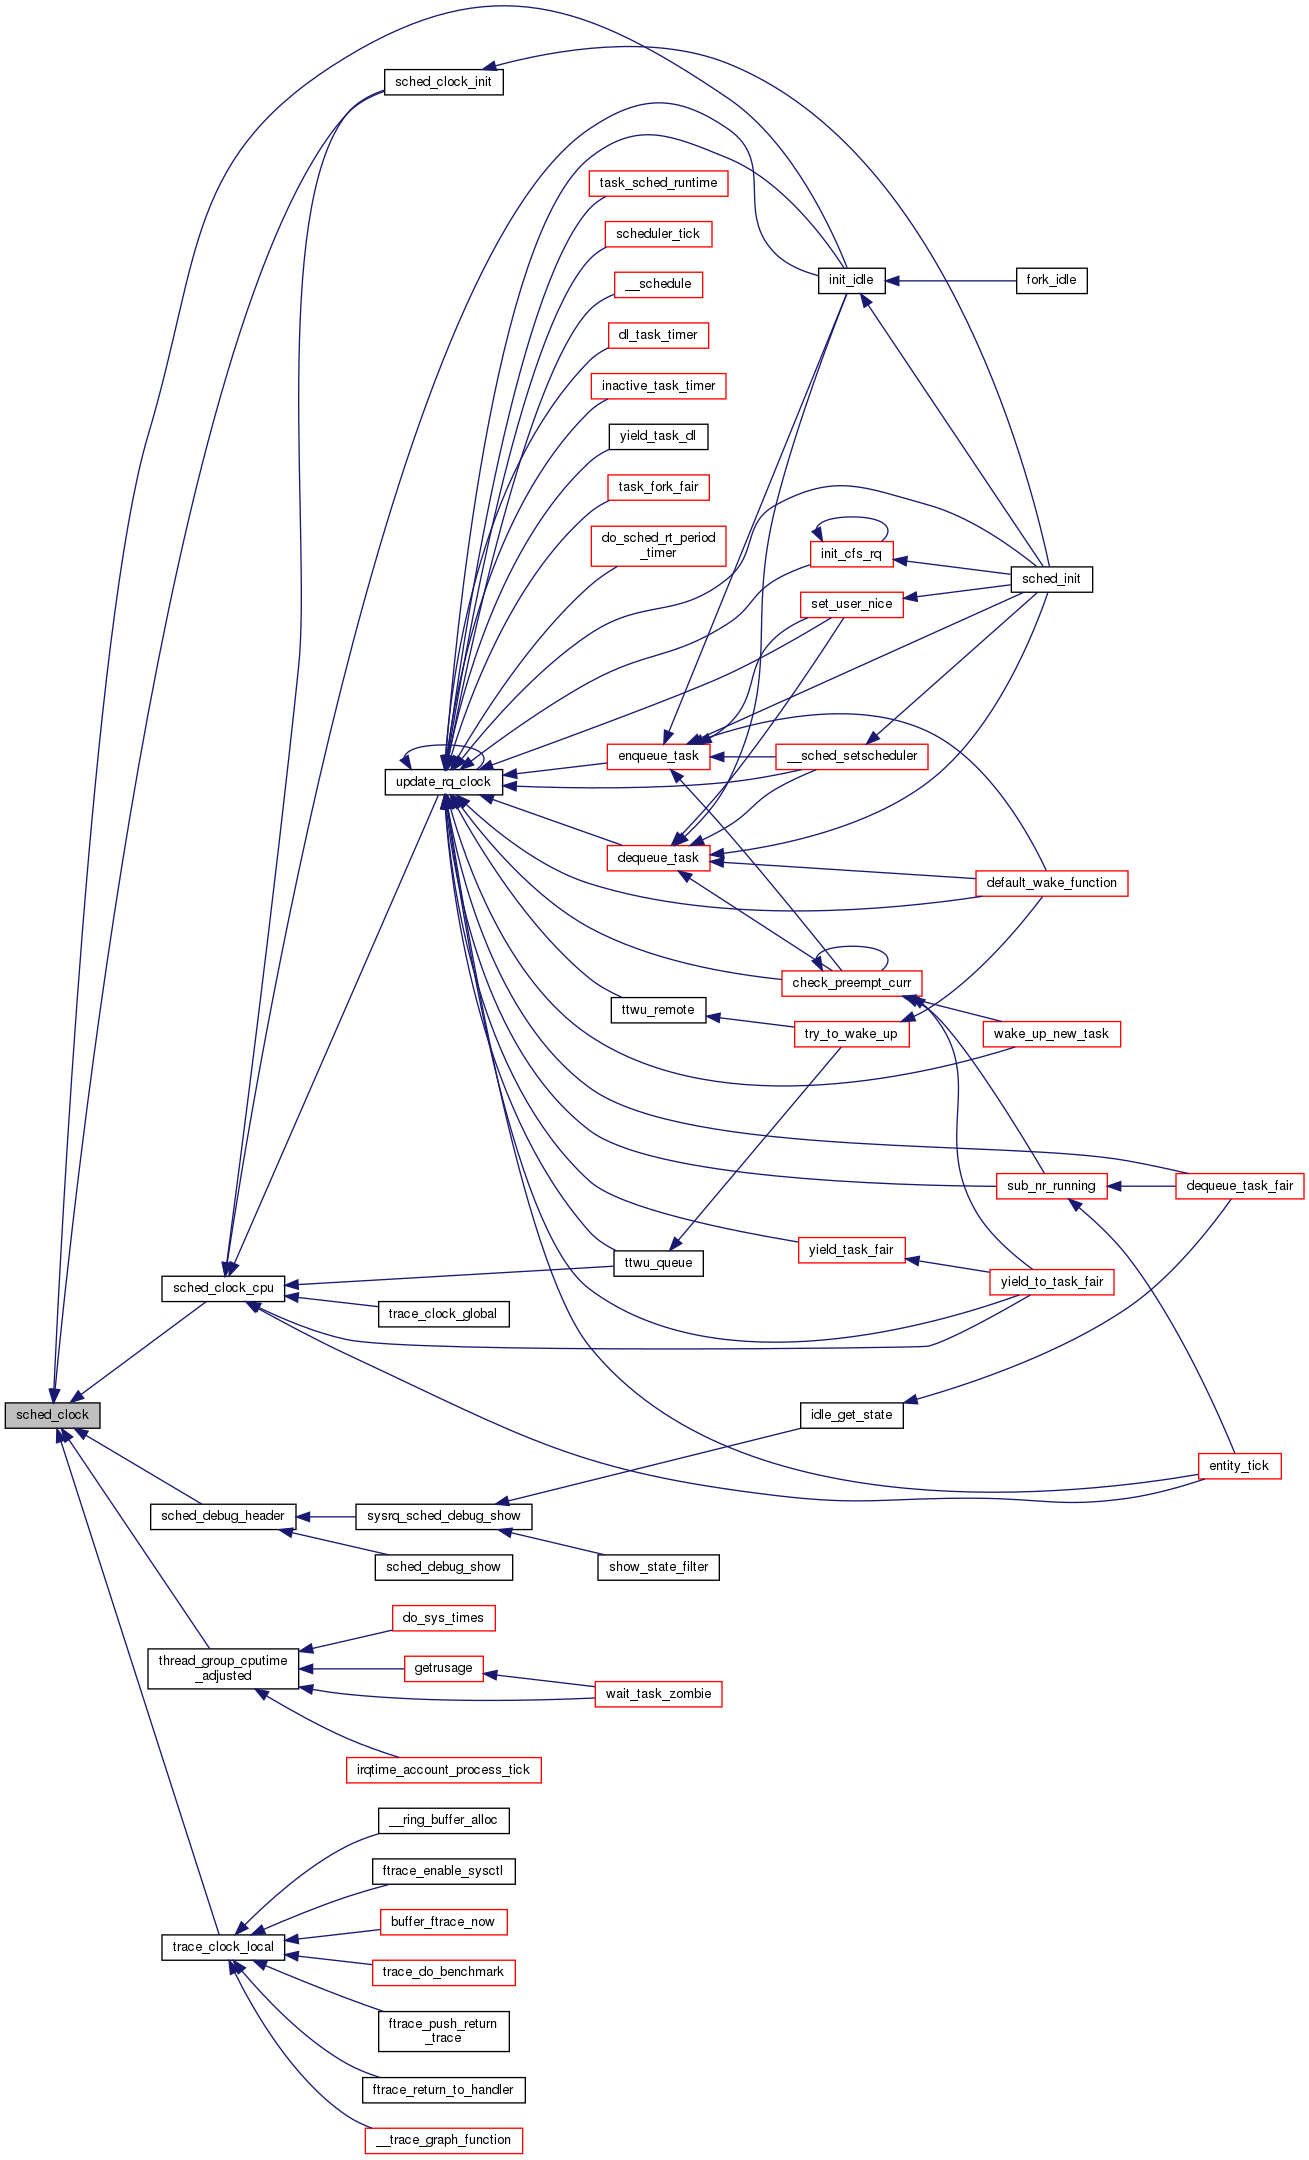 sched_clock_init
task_sched_runtime
scheduler_tick
__schedule
init_idle
fork_idle
dl_task_timer
inactive_task_timer
yield_task_dl
task_fork_fair
do_sched_rt_period
_timer
init_cfs_rq
sched_init
set_user_nice
enqueue_task
__sched_setscheduler
update_rq_clock
dequeue_task
default_wake_function
check_preempt_curr
ttwu_remote
try_to_wake_up
wake_up_new_task
sub_nr_running
dequeue_task_fair
yield_task_fair
ttwu_queue
yield_to_task_fair
sched_clock_cpu
trace_clock_global
sched_clock
idle_get_state
entity_tick
sched_debug_header
sysrq_sched_debug_show
sched_debug_show
show_state_filter
do_sys_times
thread_group_cputime
_adjusted
getrusage
wait_task_zombie
irqtime_account_process_tick
__ring_buffer_alloc
ftrace_enable_sysctl
buffer_ftrace_now
trace_clock_local
trace_do_benchmark
ftrace_push_return
_trace
ftrace_return_to_handler
__trace_graph_function